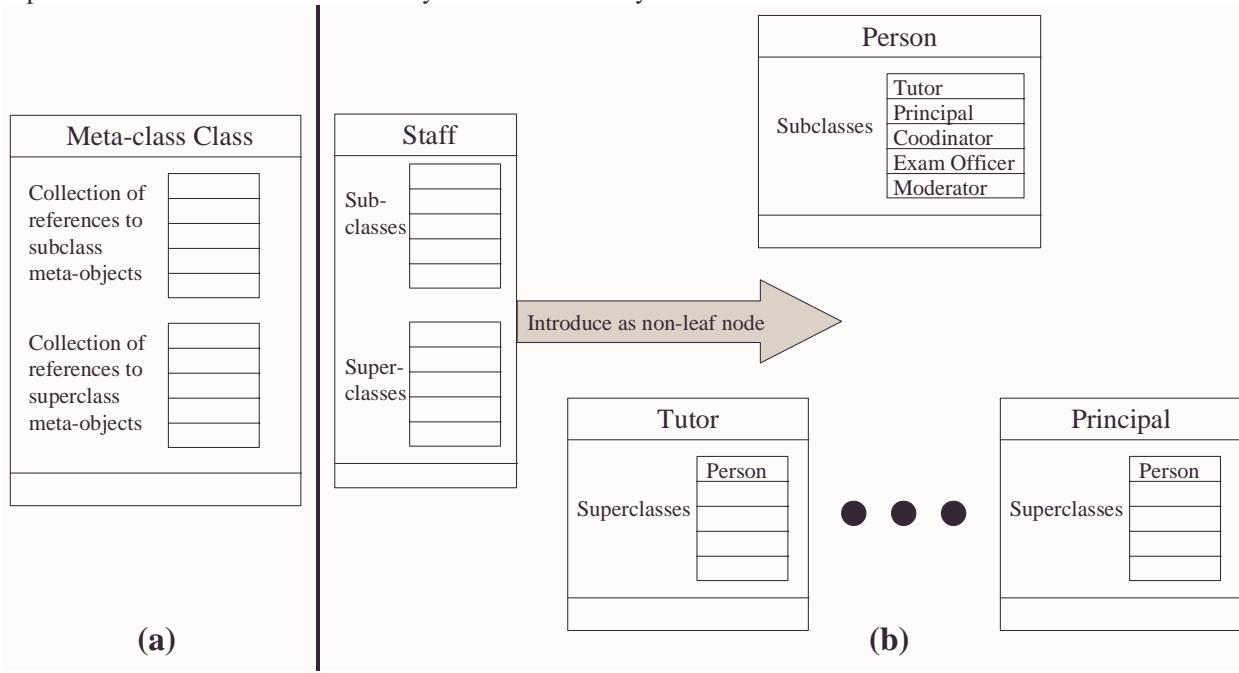 Meta-class Class
Collection of
references to
subclass
meta-objects
Collection of
references to
superclass
meta-objects
(a)
Staff
Sub-
classes
Super-
classes
Introduce as non-leaf node
Person
Subclasses
Tutor
Principal
Coodinator
Exam Officer
Moderator
Tutor
Superclasses
Person
Principal
Superclasses
Person
(b)